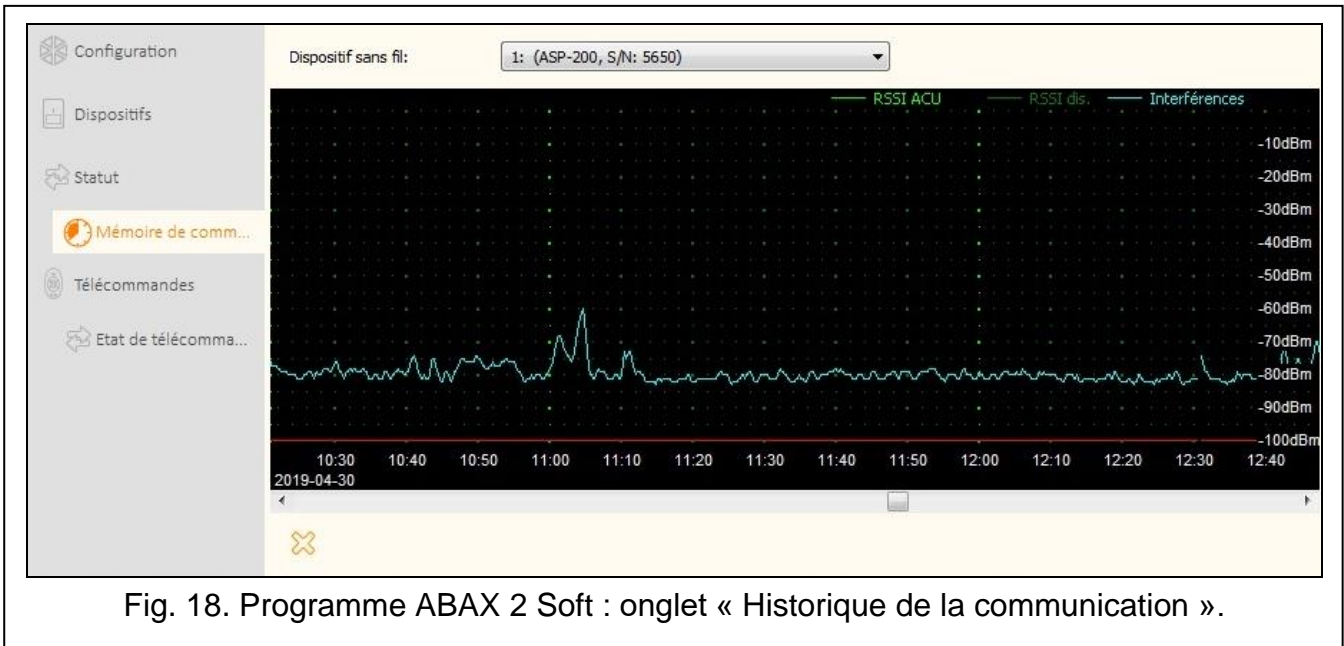 Configuration
Dispositifs
Statut
Mémoire de comm...
Télécommandes
Etat de télécomma...
Dispositif sans fil:
1: (ASP-200, S/N: 5650)
RSSI ACU RSSI dis. Interférences
-10dBm
-20dBm
-30dBm
-40dBm
-50dBm
-60dBm
-70dBm
-80dBm
-90dBm
-100dBm
10:30 10:40 10:50 11:00 11:10 11:20 11:30 11:40 11:50 12:00 12:10 12:20 12:30 12:40
2019-04-30
Fig. 18. Programme ABAX 2 Soft : onglet « Historique de la communication ».